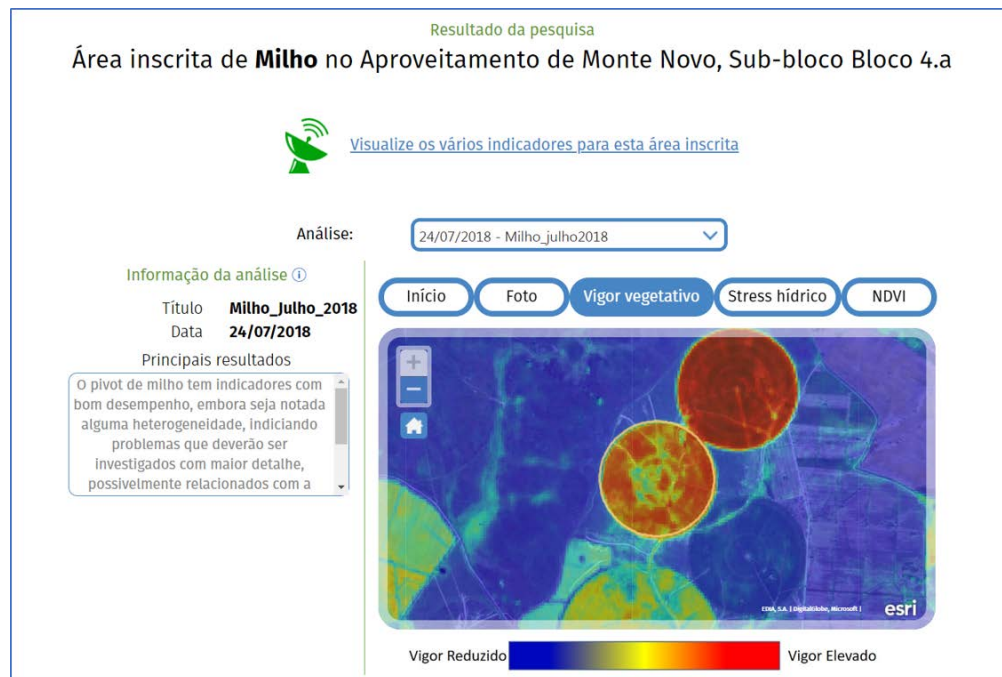 Resultado da pesquisa
Área inscrita de Milho no Aproveitamento de Monte Novo, Sub-bloco Bloco 4.a
Visualize os vários indicadores para esta área inscrita
Análise:
24/07/2018 - Milho_julho2018
Informação da análise
Título Milho_Julho_2018
Data 24/07/2018
Principais resultados
O pivot de milho tem indicadores com
bom desempenho, embora seja notada
alguma heterogeneidade, indiciando
problemas que deverão ser
investigados com maior detalhe,
possivelmente relacionados com a
Início Foto Vigor vegetativo Stress hídrico NDVI
EDIA, S.A. | DigitalGlobe, Microsoft |
esri
Vigor Reduzido Vigor Elevado